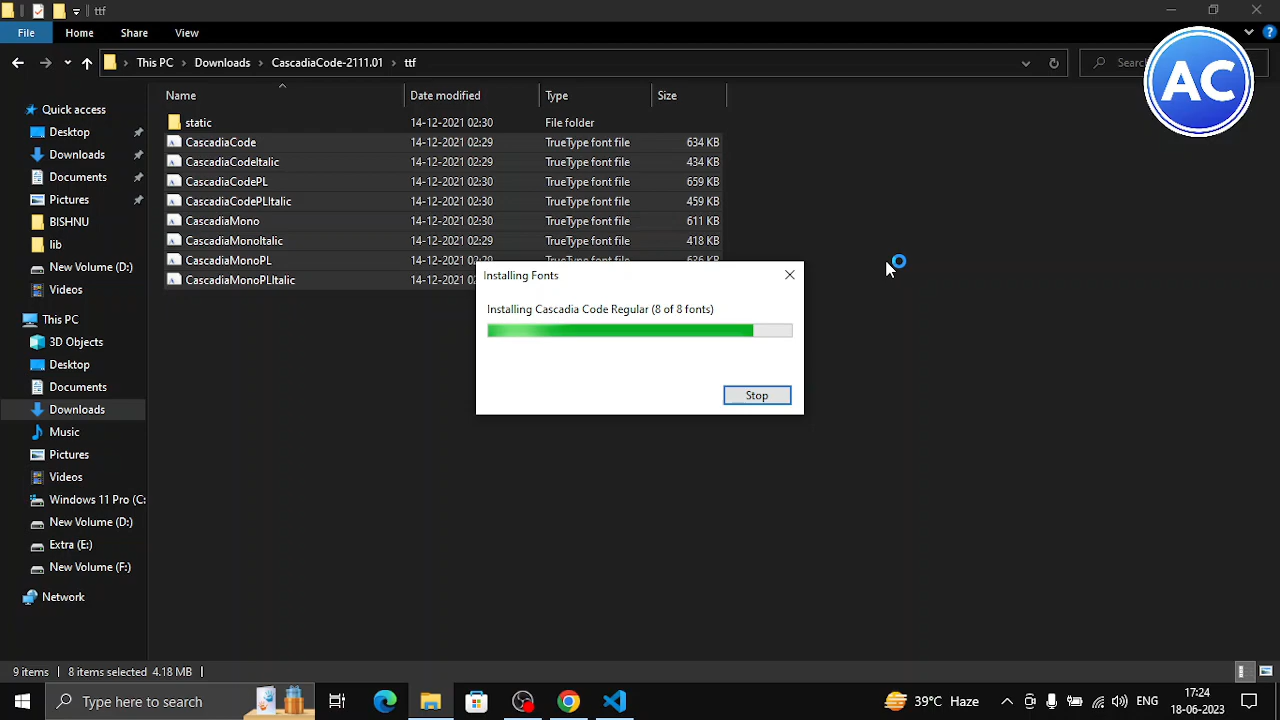 ttf
File Home Share View
This PC Downloads CascadiaCode-2111.01 ttf
Searc
AC
Name Date modified Type Size
static 14-12-2021 02:30 File folder
CascadiaCode 14-12-2021 02:29 TrueType font file 634 KB
CascadiaCodeItalic 14-12-2021 02:29 TrueType font file 434 KB
CascadiaCodePL 14-12-2021 02:30 TrueType font file 659 KB
CascadiaCodePLItalic 14-12-2021 02:30 TrueType font file 459 KB
CascadiaMono 14-12-2021 02:30 TrueType font file 611 KB
CascadiaMonoItalic 14-12-2021 02:29 TrueType font file 418 KB
CascadiaMonoPL 14-12-2021 02:29 TrueType font file 636 KB
CascadiaMonoPLItalic
Quick access
Desktop
Downloads
Documents
Pictures
BISHNU
lib
New Volume (D:)
Videos
This PC
3D Objects
Desktop
Documents
Downloads
Music
Pictures
Videos
Windows 11 Pro (C:
New Volume (D:)
Extra (E:)
New Volume (F:)
Network
Installing Fonts
Installing Cascadia Code Regular (8 of 8 fonts)
Stop
9 items 8 items selected 4.18 MB
Type here to search
39°C Haze
ENG
17:24
18-06-2023